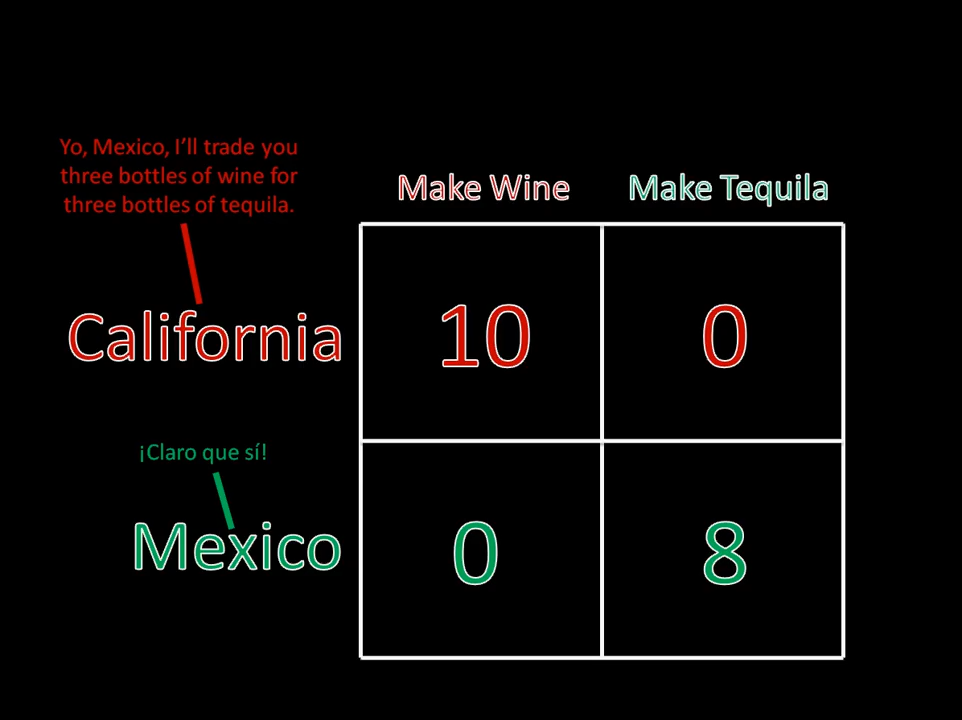 Yo, Mexico, I’ll trade you
three bottles of wine for
three bottles of tequila.
Make Wine Make Tequila
California 10 0
¡Claro que sí!
Mexico 0 8